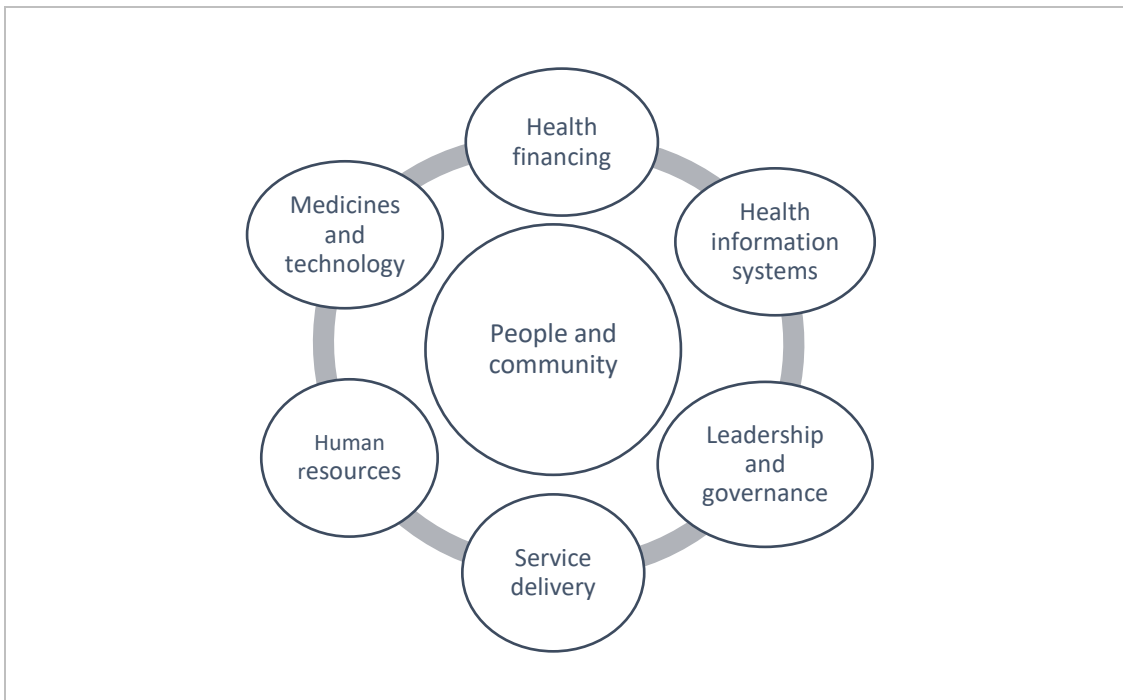 Health
financing
Medicines
and
technology
Health
information
systems
People and
community
Human
resources
Leadership
and
governance
Service
delivery